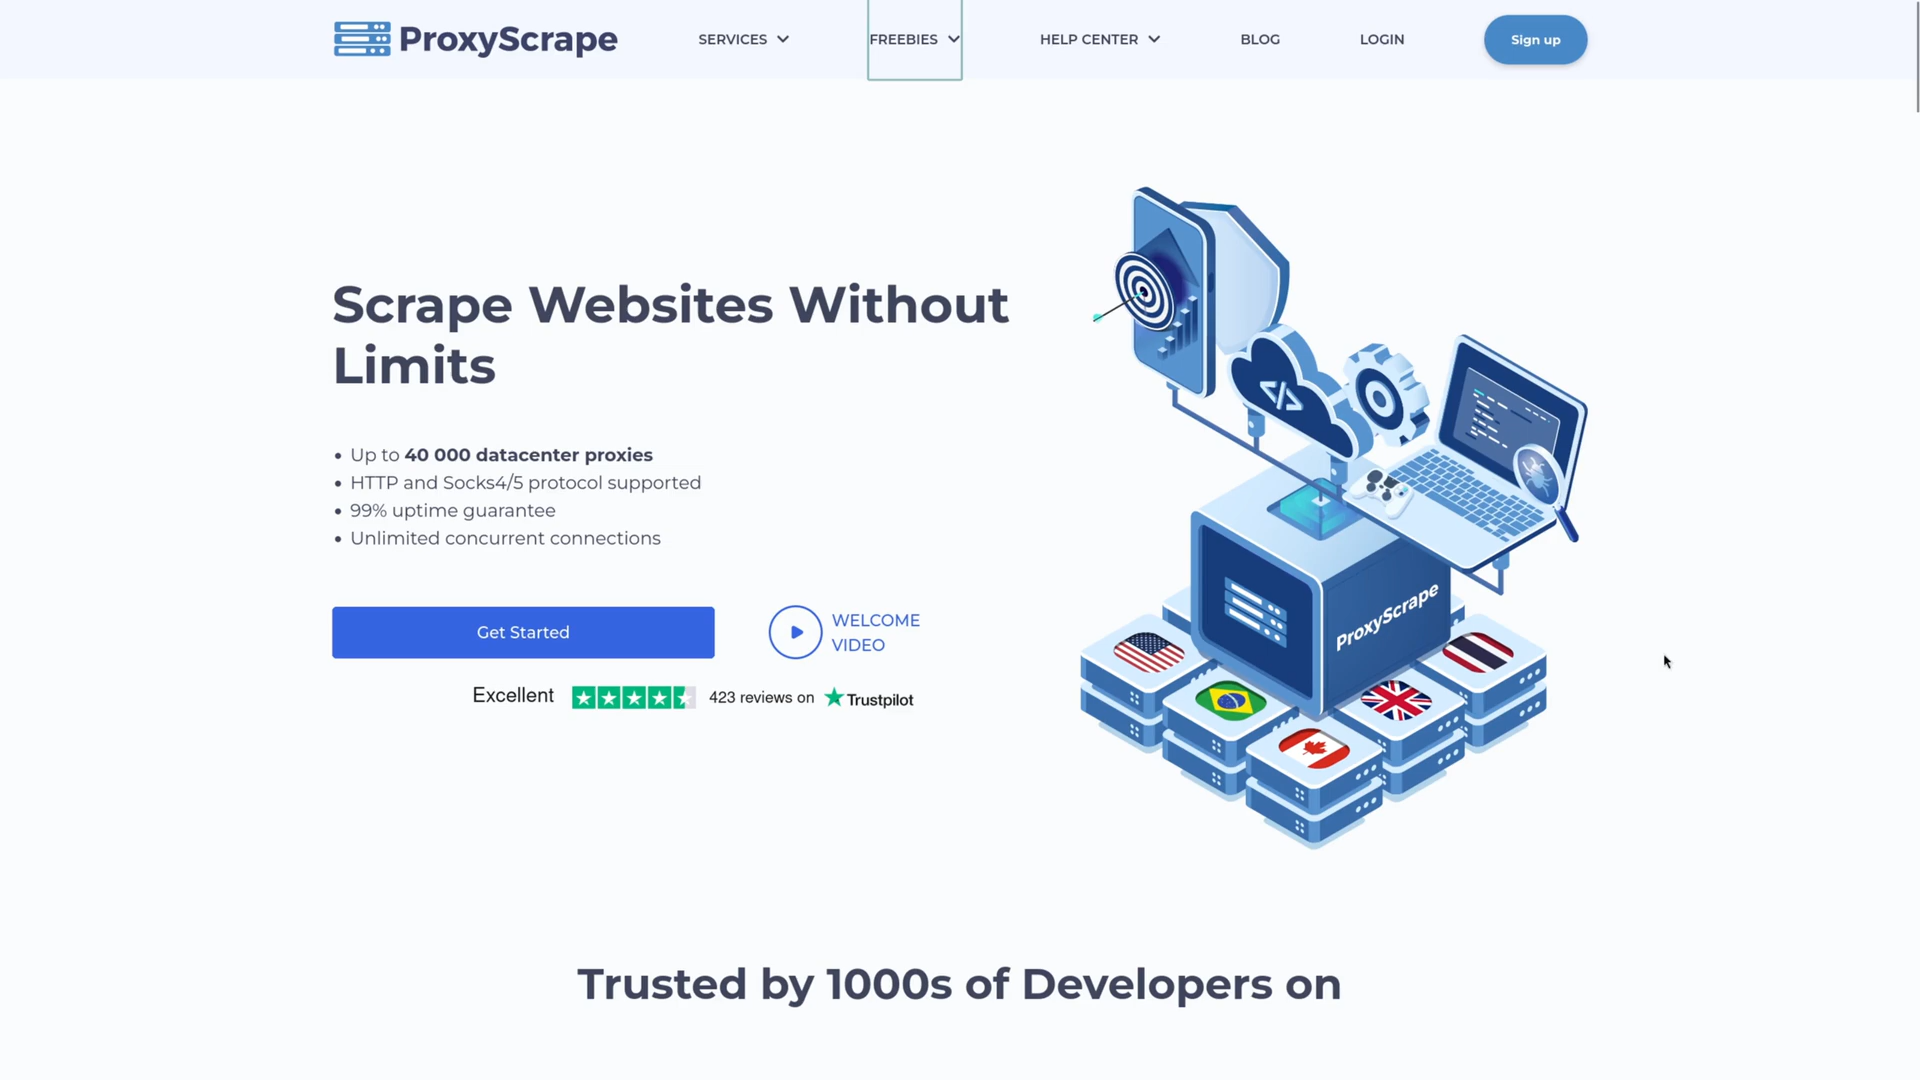 ProxyScrape
SERVICES
FREEBIES
HELP CENTER
BLOG
LOGIN
Sign up
Scrape Websites Without
Limits
• Up to 40 000 datacenter proxies
• HTTP and Socks4/5 protocol supported
• 99% uptime guarantee
• Unlimited concurrent connections
Get Started
WELCOME
VIDEO
Excellent
423 reviews on
Trustpilot
</>
ProxyScrape
Trusted by 1000s of Developers on